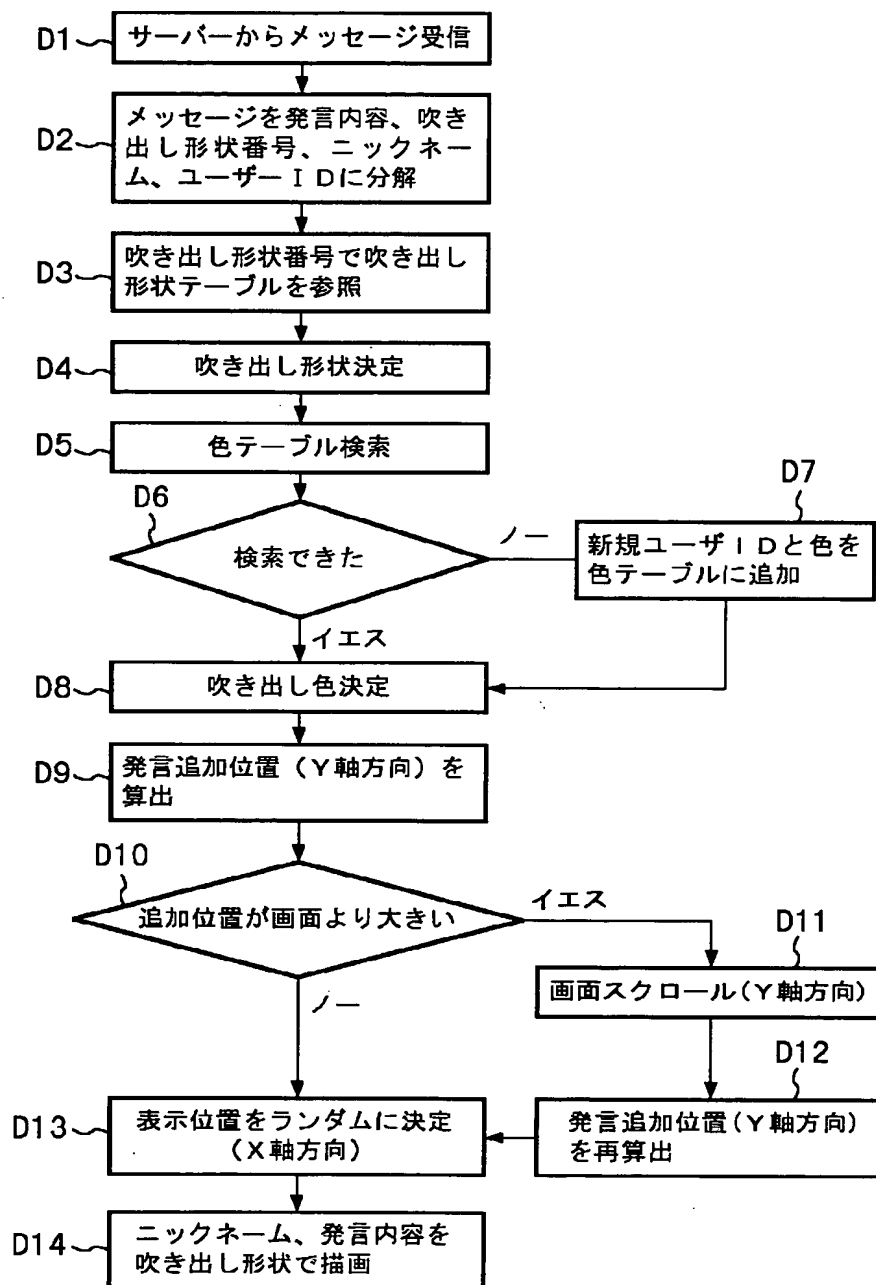 D1
サーバーからメッセージ受信
D2
メッセージを発言内容、吹き
出し形状番号、ニックネー
ム、ユーザーIDに分解
D3
吹き出し形状番号で吹き出し
形状テーブルを参照
D4
吹き出し形状決定
D5
色テーブル検索
D6
検索できた
ノー
D7
新規ユーザIDと色を
色テーブルに追加
イエス
D8
吹き出し色決定
D9
発言追加位置(Y軸方向)を
算出
D10
追加位置が画面より大きい
イエス
D11
画面スクロール(Y軸方向)
ノー
D12
発言追加位置(Y軸方向)
を再算出
D13
表示位置をランダムに決定
(X軸方向)
D14
ニックネーム、発言内容を
吹き出し形状で描画